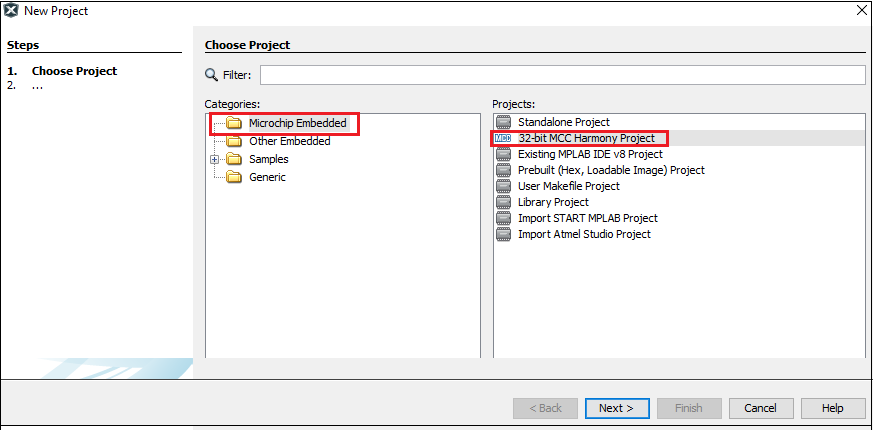 New Project
Steps
1. Choose Project
2. ...
Choose Project
Filter:
Categories:
Microchip Embedded
Other Embedded
Samples
Generic
Projects:
Standalone Project
32-bit MCC Harmony Project
Existing MPLAB IDE v8 Project
Prebuilt (Hex, Loadable Image) Project
User Makefile Project
Library Project
Import START MPLAB Project
Import Atmel Studio Project
< Back Next > Finish Cancel Help